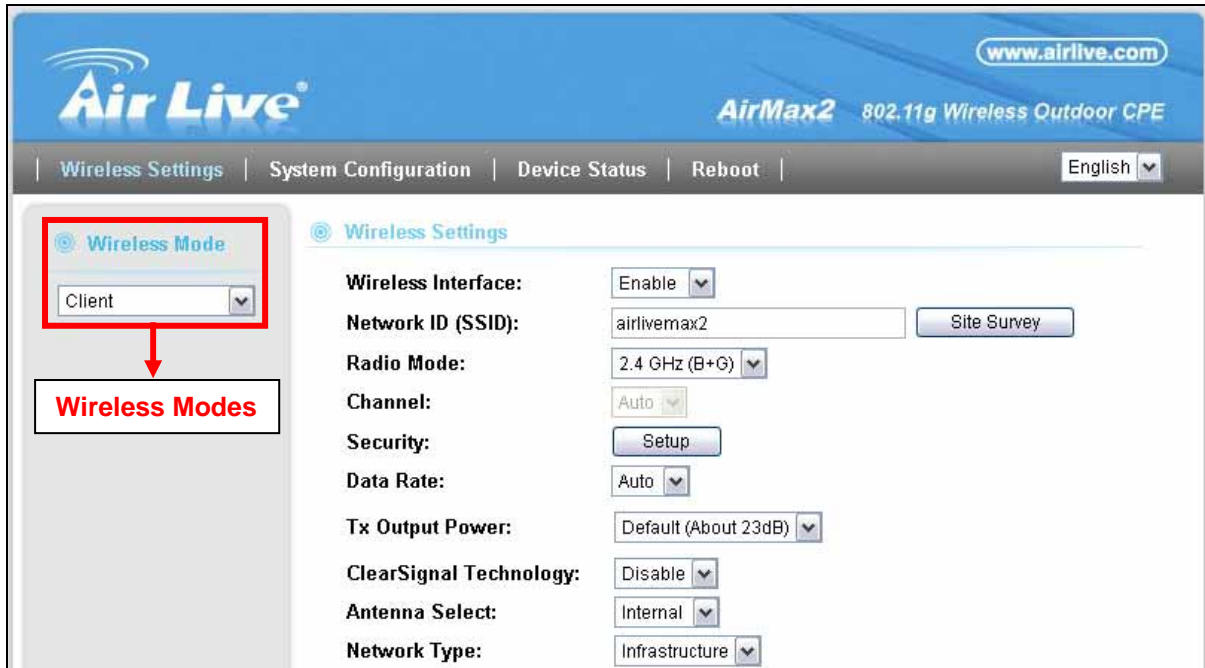 www.airlive.com
Air Live®
AirMax2 802.11g Wireless Outdoor CPE
| Wireless Settings | System Configuration | Device Status | Reboot | English
Wireless Mode
Client
Wireless Modes
Wireless Settings
Wireless Interface: Enable
Network ID (SSID): airlivemax2 Site Survey
Radio Mode: 2.4 GHz (B+G)
Channel: Auto
Security: Setup
Data Rate: Auto
Tx Output Power: Default (About 23dB)
ClearSignal Technology: Disable
Antenna Select: Internal
Network Type: Infrastructure